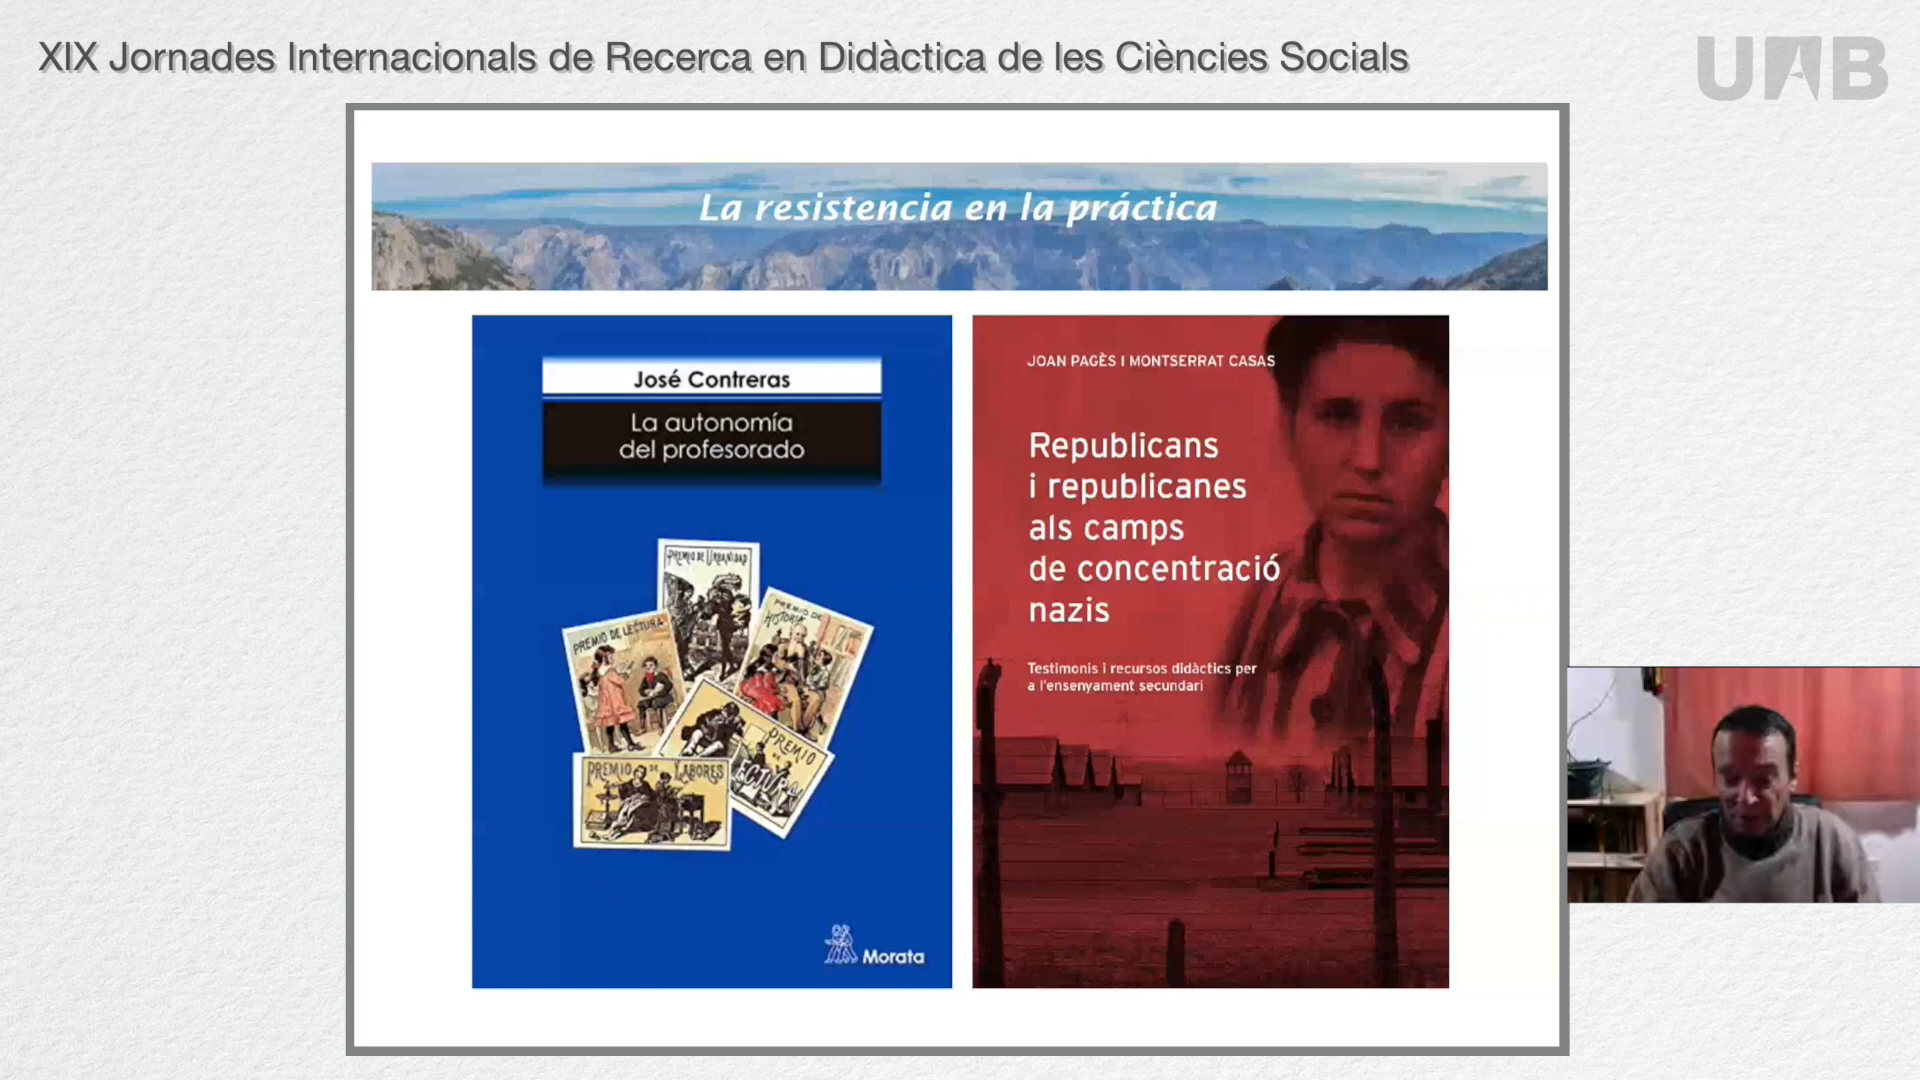 XIX Jornades Internacionals de Recerca en Didàctica de les Ciències Socials
UAB
La resistencia en la práctica
José Contreras
La autonomía
del profesorado
PREMIO DE URBANIDAD
PREMIO DE LECTURA
PREMIO DE
HISTORIA
PREMIO
DE
LECTURA
PREMIO DE LABORES
Morata
JOAN PAGÈS I MONTSERRAT CASAS
Republicans
i republicanes
als camps
de concentració
nazis
Testimonis i recursos didàctics per
a l'ensenyament secundari